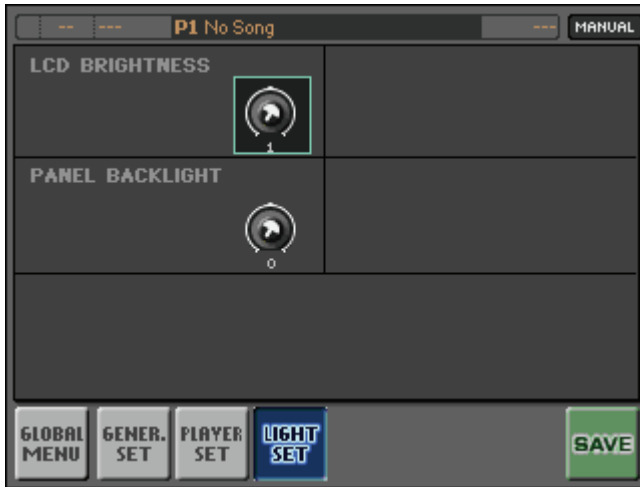 -- --- P1 No Song --- MANUAL
LCD BRIGHTNESS
1
PANEL BACKLIGHT
0
GLOBAL MENU
GENER. SET
PLAYER SET
LIGHT SET
SAVE